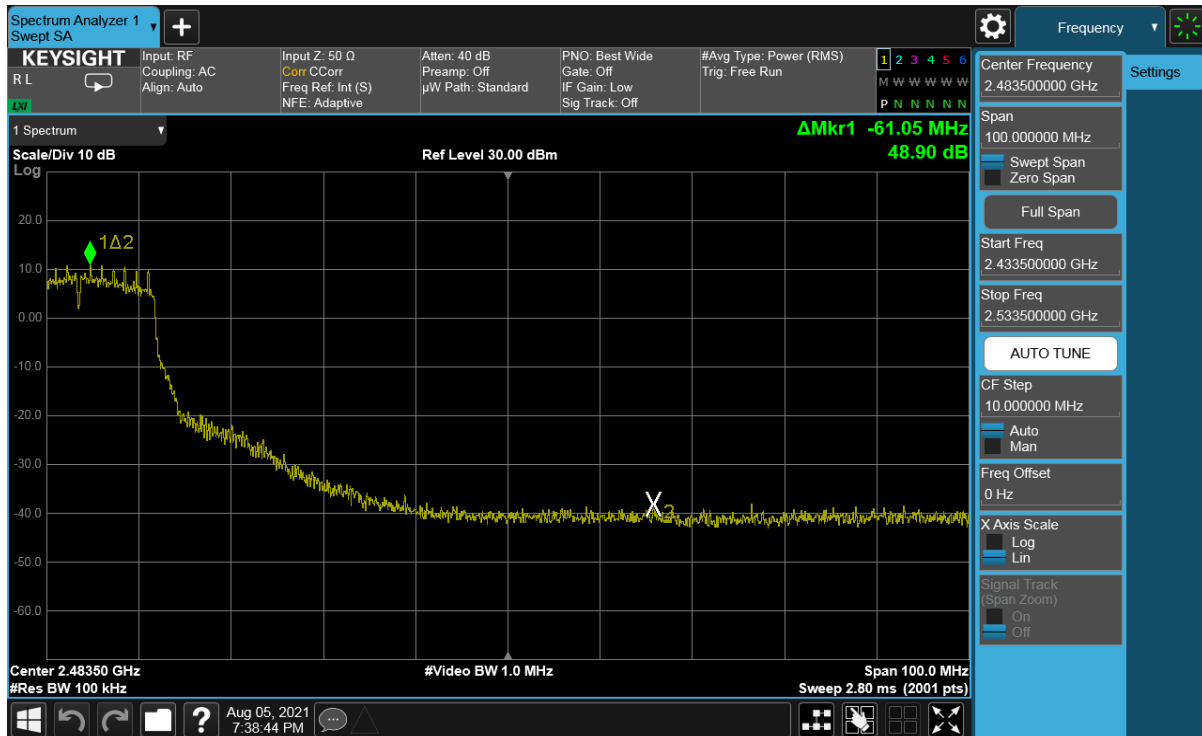 Spectrum Analyzer 1
Swept SA
Frequency
KEYSIGHT
R L
LXI
Input: RF
Coupling: AC
Align: Auto
Input Z: 50 Ω
Corr CCorr
Freq Ref: Int (S)
NFE: Adaptive
Atten: 40 dB
Preamp: Off
µW Path: Standard
PNO: Best Wide
Gate: Off
IF Gain: Low
Sig Track: Off
#Avg Type: Power (RMS)
Trig: Free Run
1 2 3 4 5 6
M W W W W W
P N N N N N
1 Spectrum
ΔMkr1 -61.05 MHz
Scale/Div 10 dB
Ref Level 30.00 dBm
48.90 dB
Log
20.0
10.0
0.00
-10.0
-20.0
-30.0
-40.0
-50.0
-60.0
1Δ2
X2
Center 2.48350 GHz
#Video BW 1.0 MHz
Span 100.0 MHz
#Res BW 100 kHz
Sweep 2.80 ms (2001 pts)
Center Frequency
2.483500000 GHz
Settings
Span
100.000000 MHz
Swept Span
Zero Span
Full Span
Start Freq
2.433500000 GHz
Stop Freq
2.533500000 GHz
AUTO TUNE
CF Step
10.000000 MHz
Auto
Man
Freq Offset
0 Hz
X Axis Scale
Log
Lin
Signal Track
(Span Zoom)
On
Off
?
Aug 05, 2021
7:38:44 PM